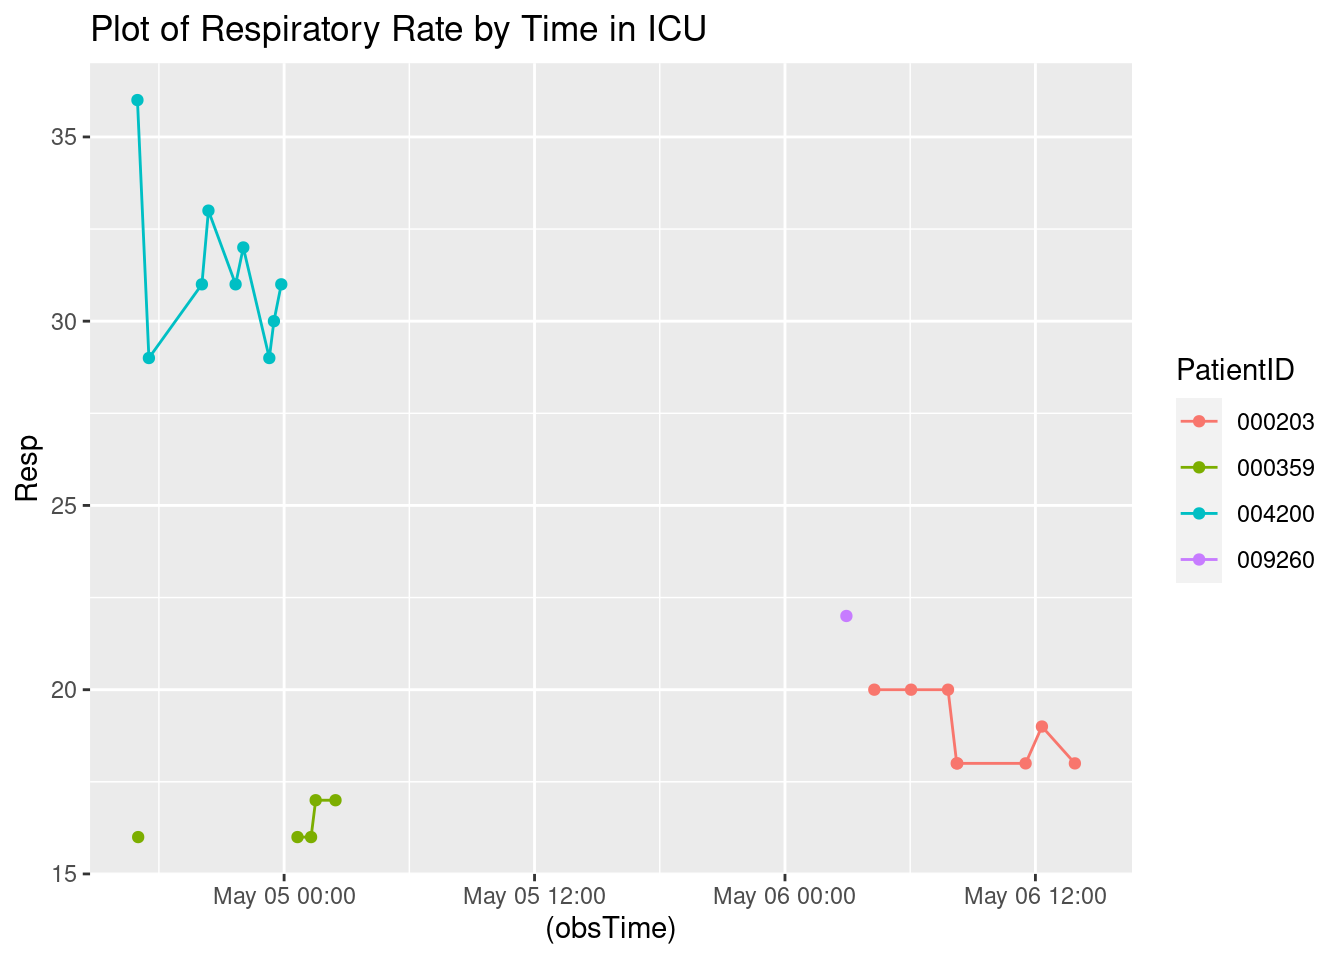 Plot of Respiratory Rate by Time in ICU
Resp
35
30
25
20
15
May 05 00:00
May 05 12:00
May 06 00:00
May 06 12:00
(obsTime)
PatientID
000203
000359
004200
009260